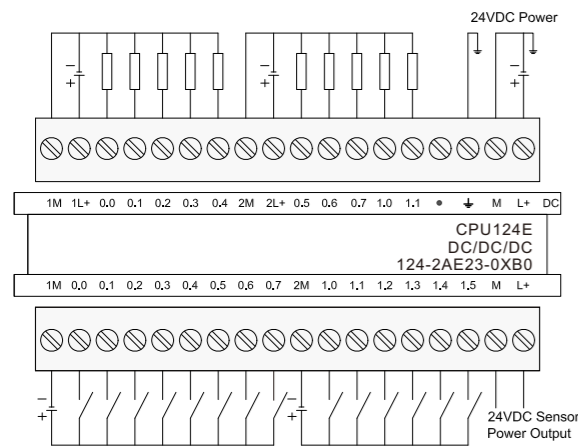 24VDC Power
1M 1L+ 0.0 0.1 0.2 0.3 0.4 2M 2L+ 0.5 0.6 0.7 1.0 1.1 M L+ DC
CPU124E
DC/DC/DC
124-2AE23-0XB0
1M 0.0 0.1 0.2 0.3 0.4 0.5 0.6 0.7 2M 1.0 1.1 1.2 1.3 1.4 1.5 M L+
24VDC Sensor
Power Output